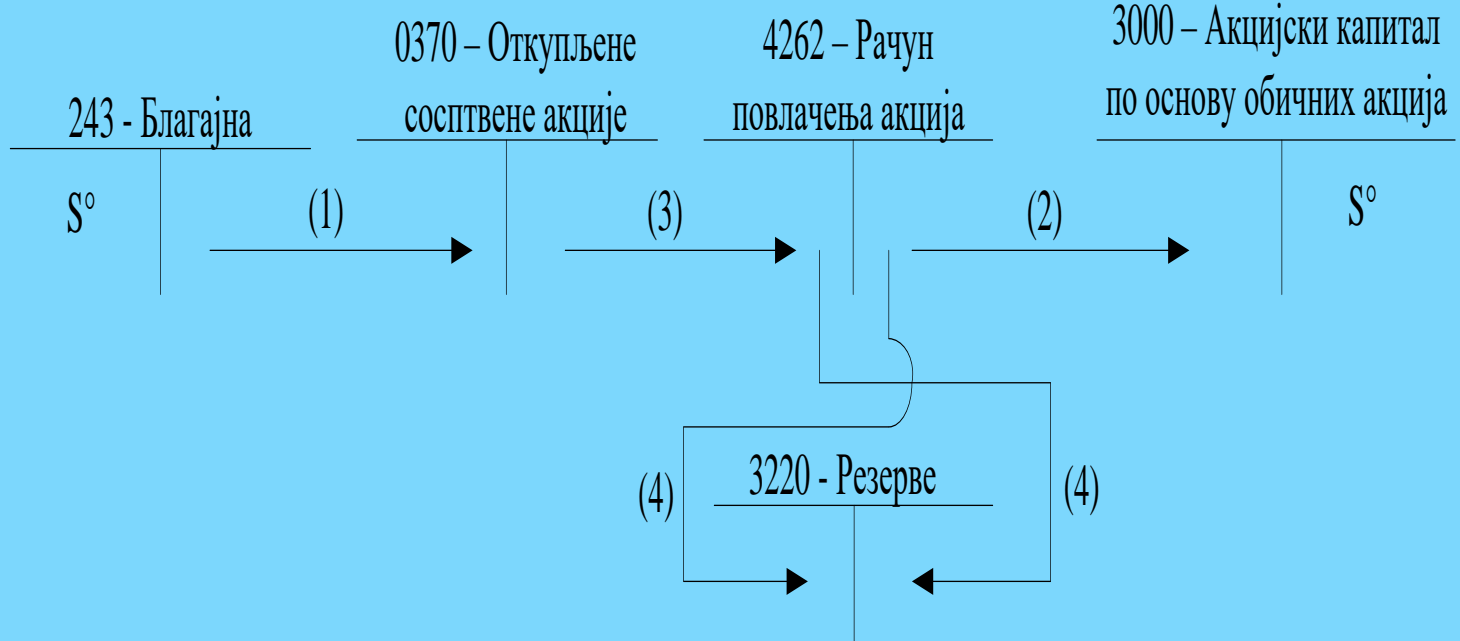 243 - Благајна
0370 – Откупљене
сосптвене акције
4262 – Рачун
повлачења акција
3000 – Акцијски капитал
по основу обичних акција
S°
(1)
(3)
(2)
S°
(4)
3220 - Резерве
(4)